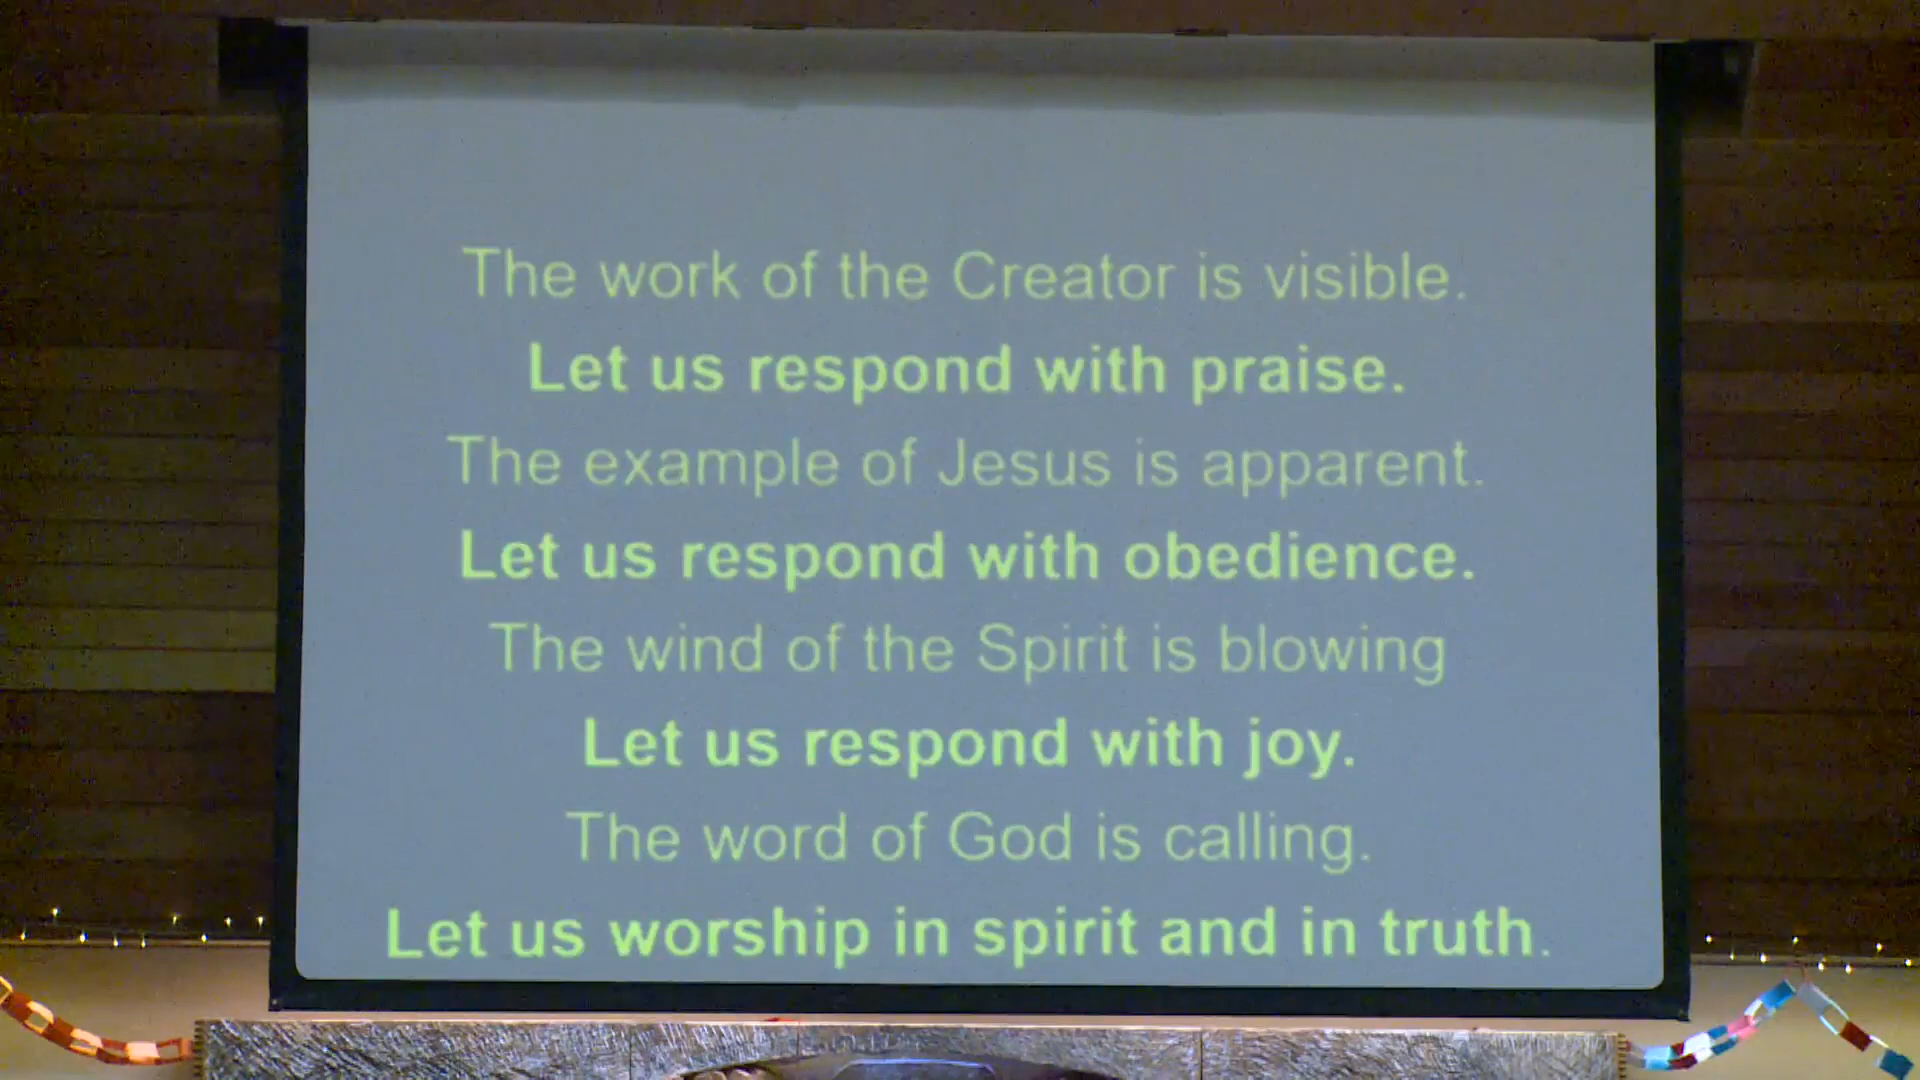 The work of the Creator is visible.
Let us respond with praise.
The example of Jesus is apparent.
Let us respond with obedience.
The wind of the Spirit is blowing
Let us respond with joy.
The word of God is calling.
Let us worship in spirit and in truth.